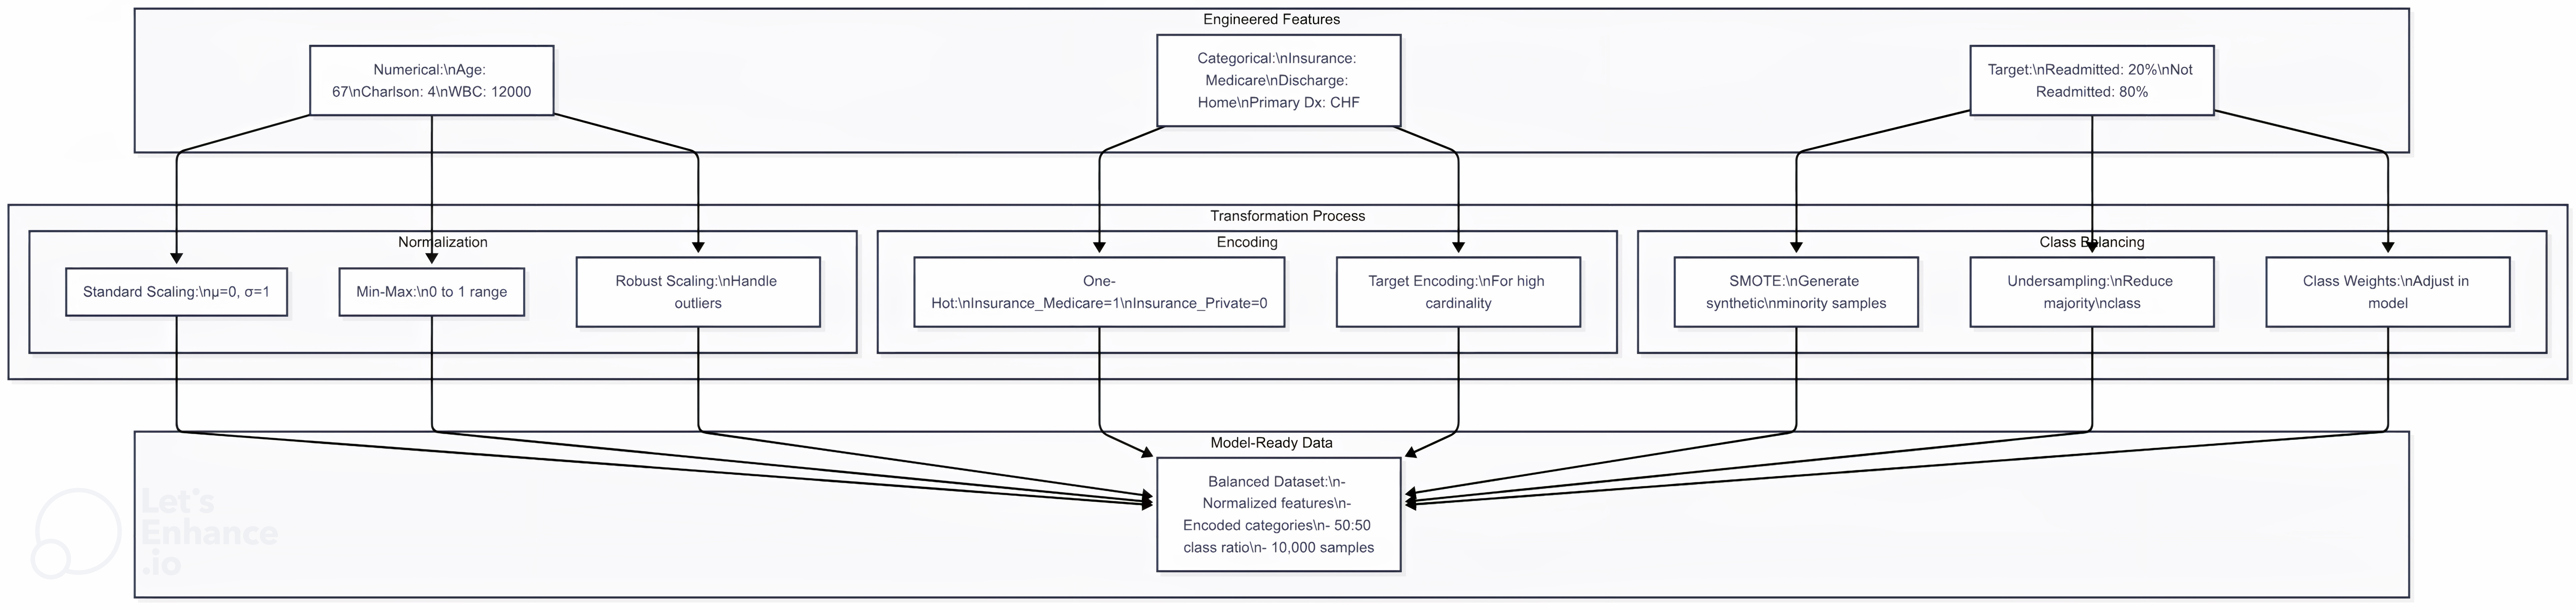 Engineered Features
Numerical:\nAge:
67\nCharlson: 4\nWBC: 12000
Categorical:\nInsurance:
Medicare\nDischarge:
Home\nPrimary Dx: CHF
Target:\nReadmitted: 20%\nNot
Readmitted: 80%
Transformation Process
Normalization
Standard Scaling:\nμ=0, σ=1
Min-Max:\n0 to 1 range
Robust Scaling:\nHandle
outliers
Encoding
One-
Hot:\nInsurance_Medicare=1\nInsurance_Private=0
Target Encoding:\nFor high
cardinality
Class Balancing
SMOTE:\nGenerate
synthetic\nminority samples
Undersampling:\nReduce
majority\nclass
Class Weights:\nAdjust in
model
Model-Ready Data
Balanced Dataset:\n-
Normalized features\n-
Encoded categories\n- 50:50
class ratio\n- 10,000 samples
Let's
Enhance
.io